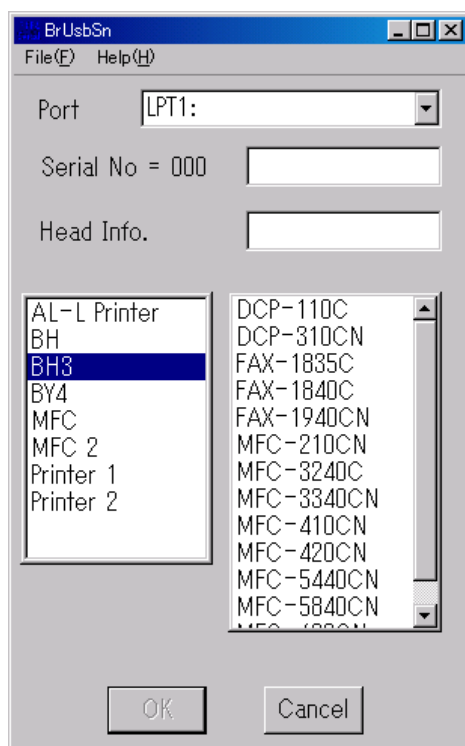 BrUsbSn
File(F) Help(H)
Port LPT1:
Serial No = 000
Head Info.
AL-L Printer
BH
BH3
BY4
MFC
MFC 2
Printer 1
Printer 2
DCP-110C
DCP-310CN
FAX-1835C
FAX-1840C
FAX-1940CN
MFC-210CN
MFC-3240C
MFC-3340CN
MFC-410CN
MFC-420CN
MFC-5440CN
MFC-5840CN
OK Cancel